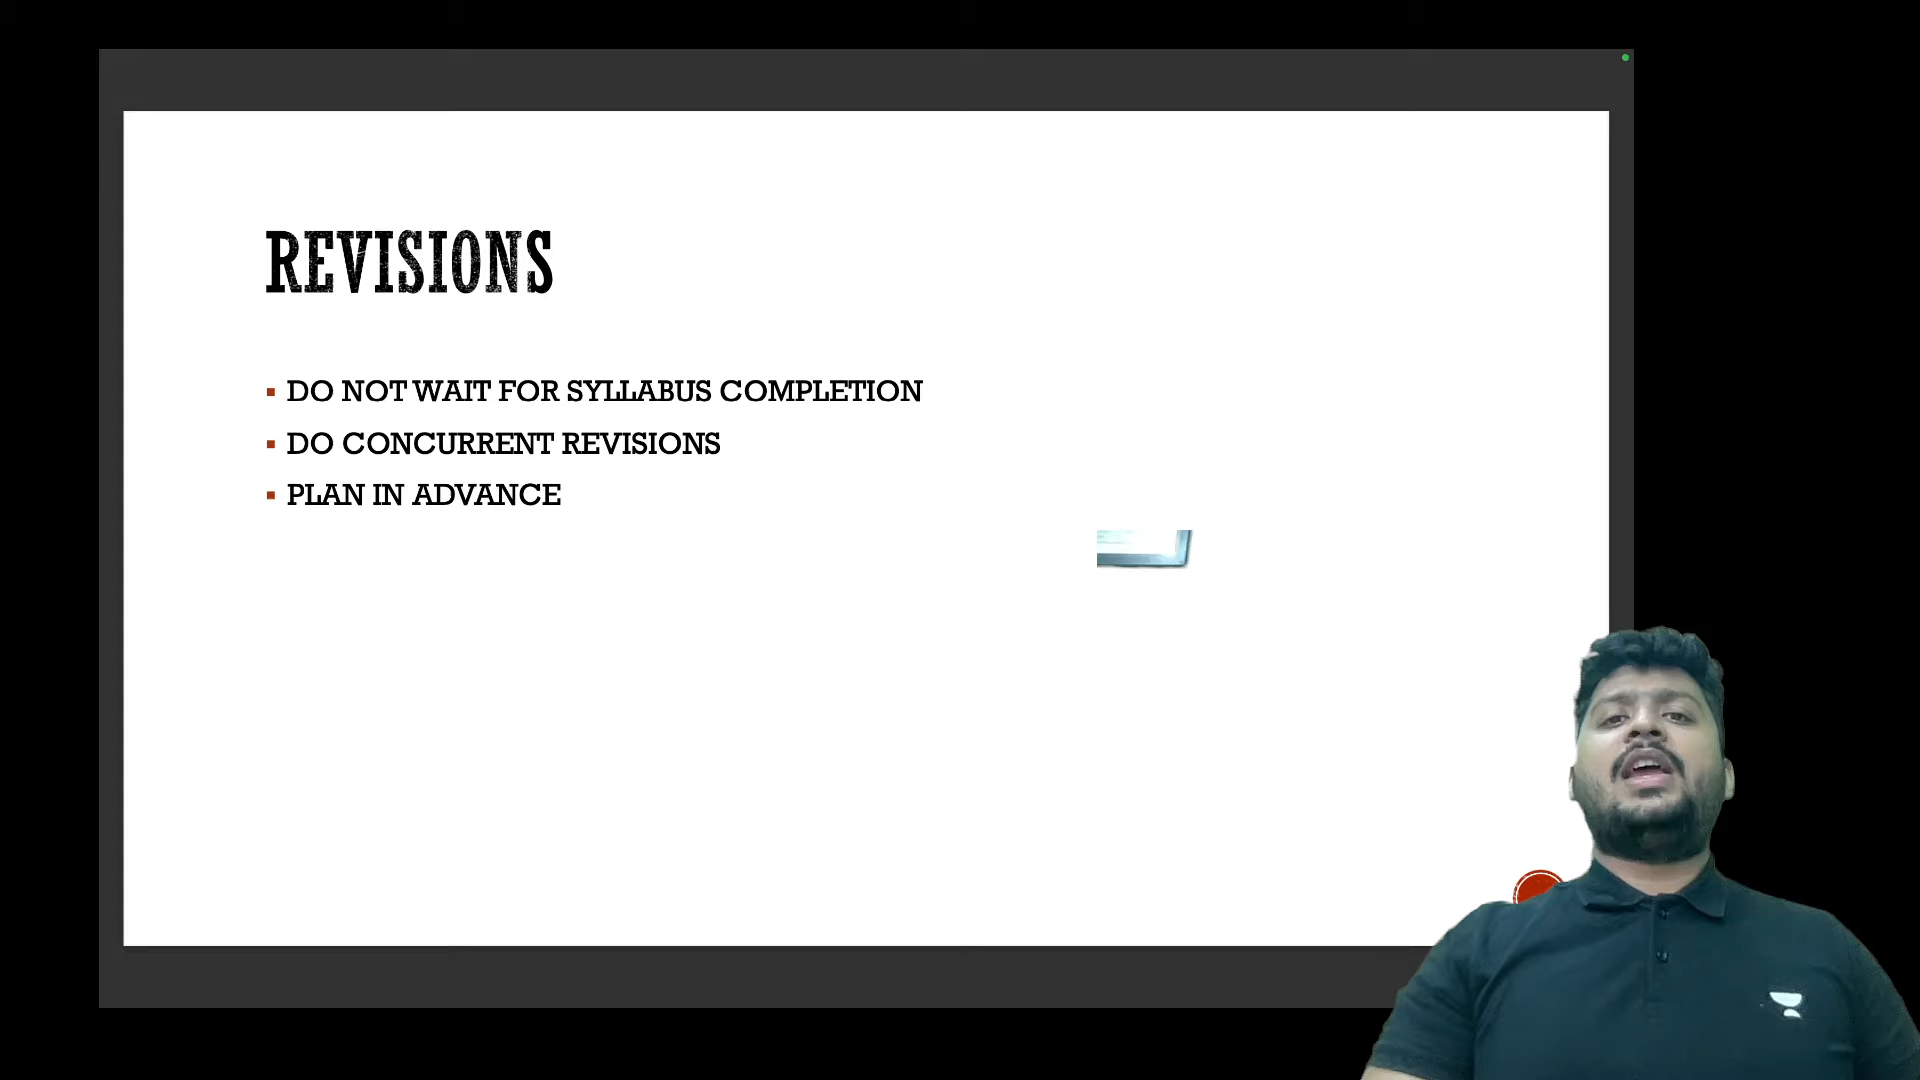 REVISIONS
DO NOT WAIT FOR SYLLABUS COMPLETION
DO CONCURRENT REVISIONS
PLAN IN ADVANCE